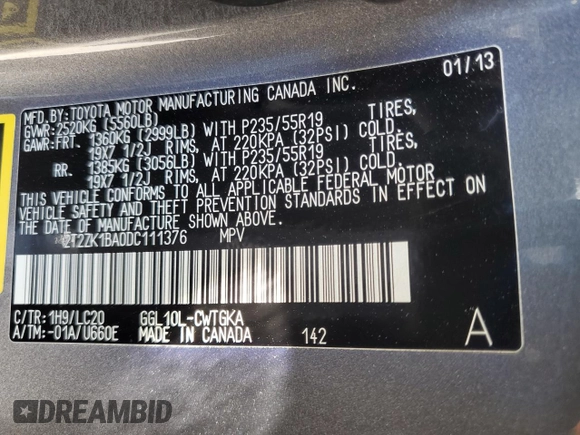 MFD. BY: TOYOTA MOTOR MANUFACTURING CANADA INC. 01/13
GVWR: 2520KG (5560LB)
GAWR: FRT. 1360KG (2999LB) WITH P235/55R19 TIRES,
19X7 1/2J RIMS, AT 220KPA (32PSI) COLD.
RR. 1385KG (3056LB) WITH P235/55R19 TIRES,
19X7 1/2J RIMS, AT 220KPA (32PSI) COLD.
THIS VEHICLE CONFORMS TO ALL APPLICABLE FEDERAL MOTOR
VEHICLE SAFETY AND THEFT PREVENTION STANDARDS IN EFFECT ON
THE DATE OF MANUFACTURE SHOWN ABOVE.
2T2ZK1BA0DC111376 MPV
C/TR: 1H9/LC20 GGL10L-CWTGKA
A/TM: -01A/U660E MADE IN CANADA 142 A
DREAMBID